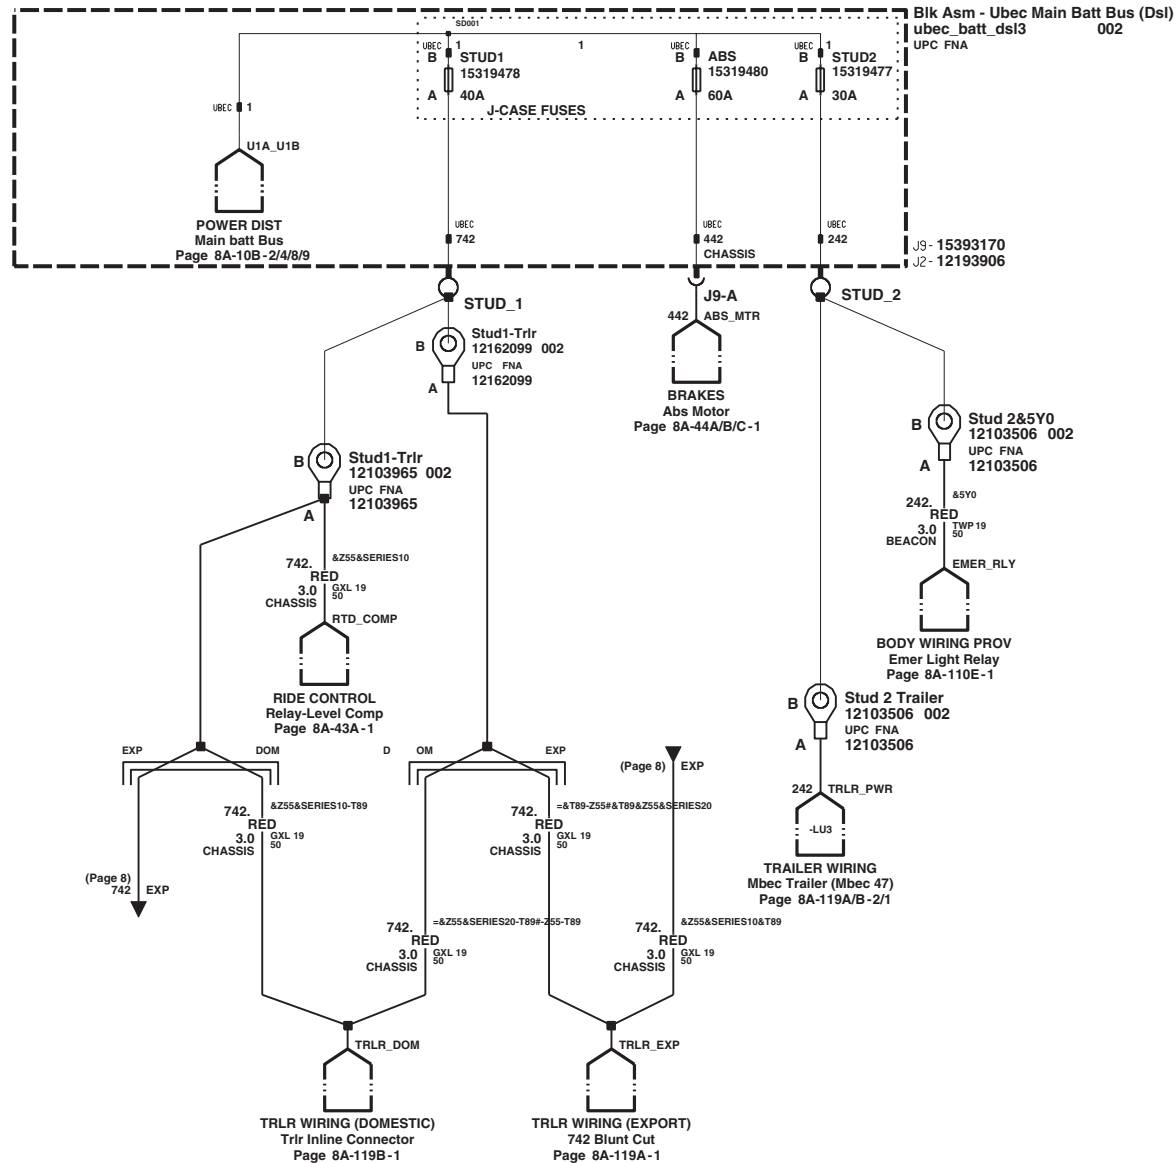 Blk Asm - Ubec Main Batt Bus (Dsl)
ubec_batt_dsl3 002
UPC FNA
SD001
UBEC 1
1
UBEC
UBEC 1
B STUD1
15319478
A 40A
B ABS
15319480
A 60A
B STUD2
15319477
A 30A
J-CASE FUSES
UBEC 1
U1A_U1B
POWER DIST
Main batt Bus
Page 8A-10B-2/4/8/9
UBEC
742
UBEC
442
CHASSIS
UBEC
242
J9- 15393170
J2- 12193906
STUD_1
J9-A
STUD_2
442 ABS_MTR
BRAKES
Abs Motor
Page 8A-44A/B/C-1
B Stud1-Trlr
12162099 002
UPC FNA
A 12162099
B Stud 2&5Y0
12103506 002
UPC FNA
A 12103506
B Stud1-Trlr
12103965 002
UPC FNA
12103965
A
242. &5Y0
RED
3.0 TWP 19
50
BEACON
EMER_RLY
BODY WIRING PROV
Emer Light Relay
Page 8A-110E-1
742. &Z55&SERIES10
RED
3.0 GXL 19
50
CHASSIS
RTD_COMP
RIDE CONTROL
Relay-Level Comp
Page 8A-43A-1
B Stud 2 Trailer
12103506 002
UPC FNA
A 12103506
242 TRLR_PWR
-LU3
TRAILER WIRING
Mbec Trailer (Mbec 47)
Page 8A-119A/B-2/1
EXP DOM
D OM EXP
(Page 8) EXP
742. &Z55&SERIES10-T89
RED
3.0 GXL 19
50
CHASSIS
742. =&T89-Z55#&T89&Z55&SERIES20
RED
3.0 GXL 19
50
CHASSIS
(Page 8)
742 EXP
742. =&Z55&SERIES20-T89#-Z55-T89
RED
3.0 GXL 19
50
CHASSIS
742. &Z55&SERIES10&T89
RED
3.0 GXL 19
50
CHASSIS
TRLR_DOM
TRLR WIRING (DOMESTIC)
Trlr Inline Connector
Page 8A-119B-1
TRLR_EXP
TRLR WIRING (EXPORT)
742 Blunt Cut
Page 8A-119A-1